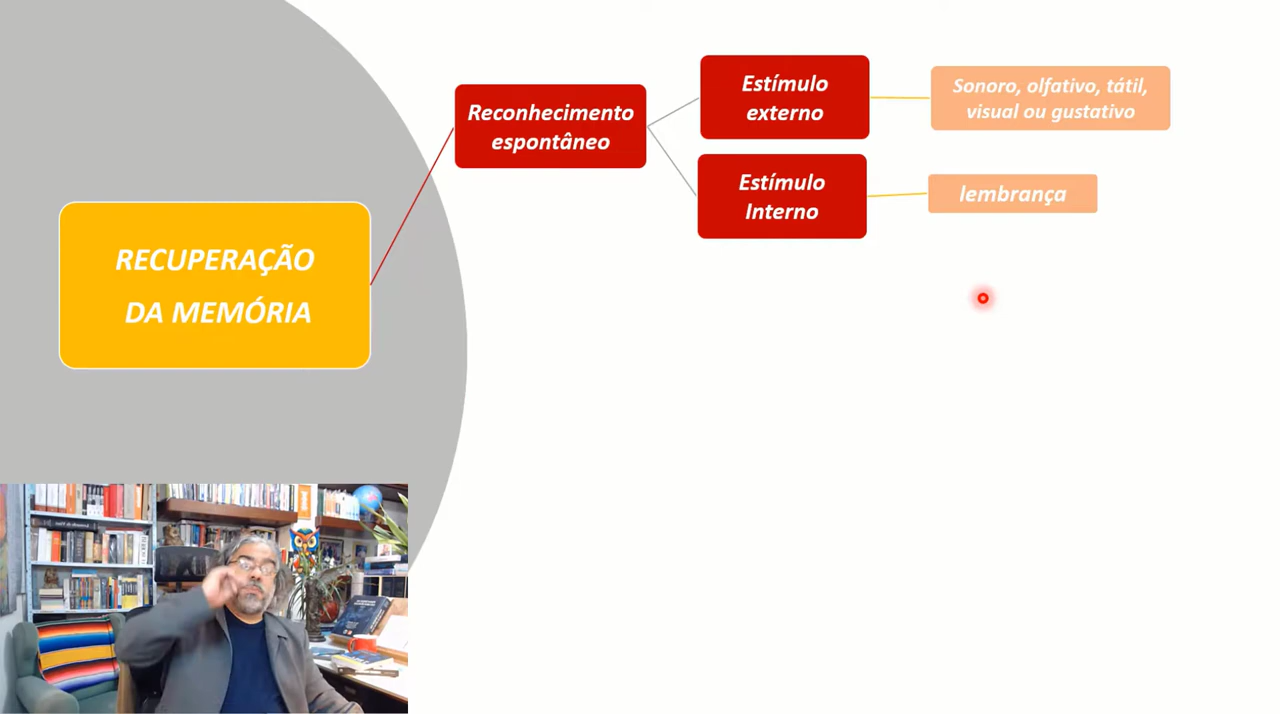 RECUPERAÇÃO
DA MEMÓRIA
Reconhecimento
espontâneo
Estímulo
externo
Sonoro, olfativo, tátil,
visual ou gustativo
Estímulo
Interno
lembrança